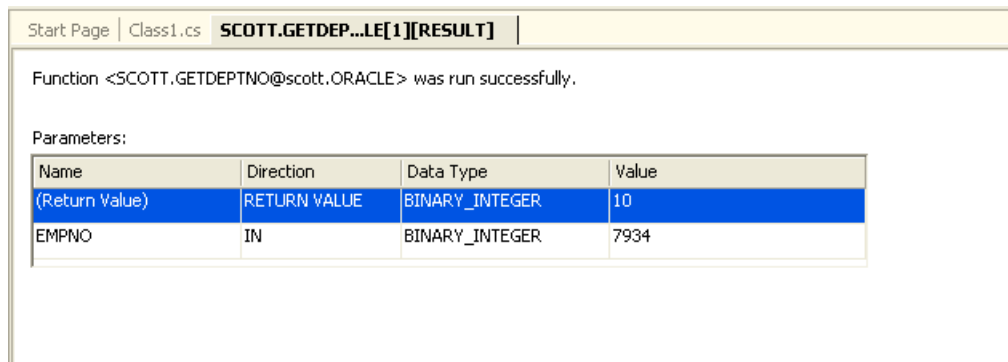 Start Page Class1.cs SCOTT.GETDEP...LE[1][RESULT]
Function <SCOTT.GETDEPTNO@scott.ORACLE> was run successfully.
Parameters:
Name Direction Data Type Value
(Return Value) RETURN VALUE BINARY_INTEGER 10
EMPNO IN BINARY_INTEGER 7934